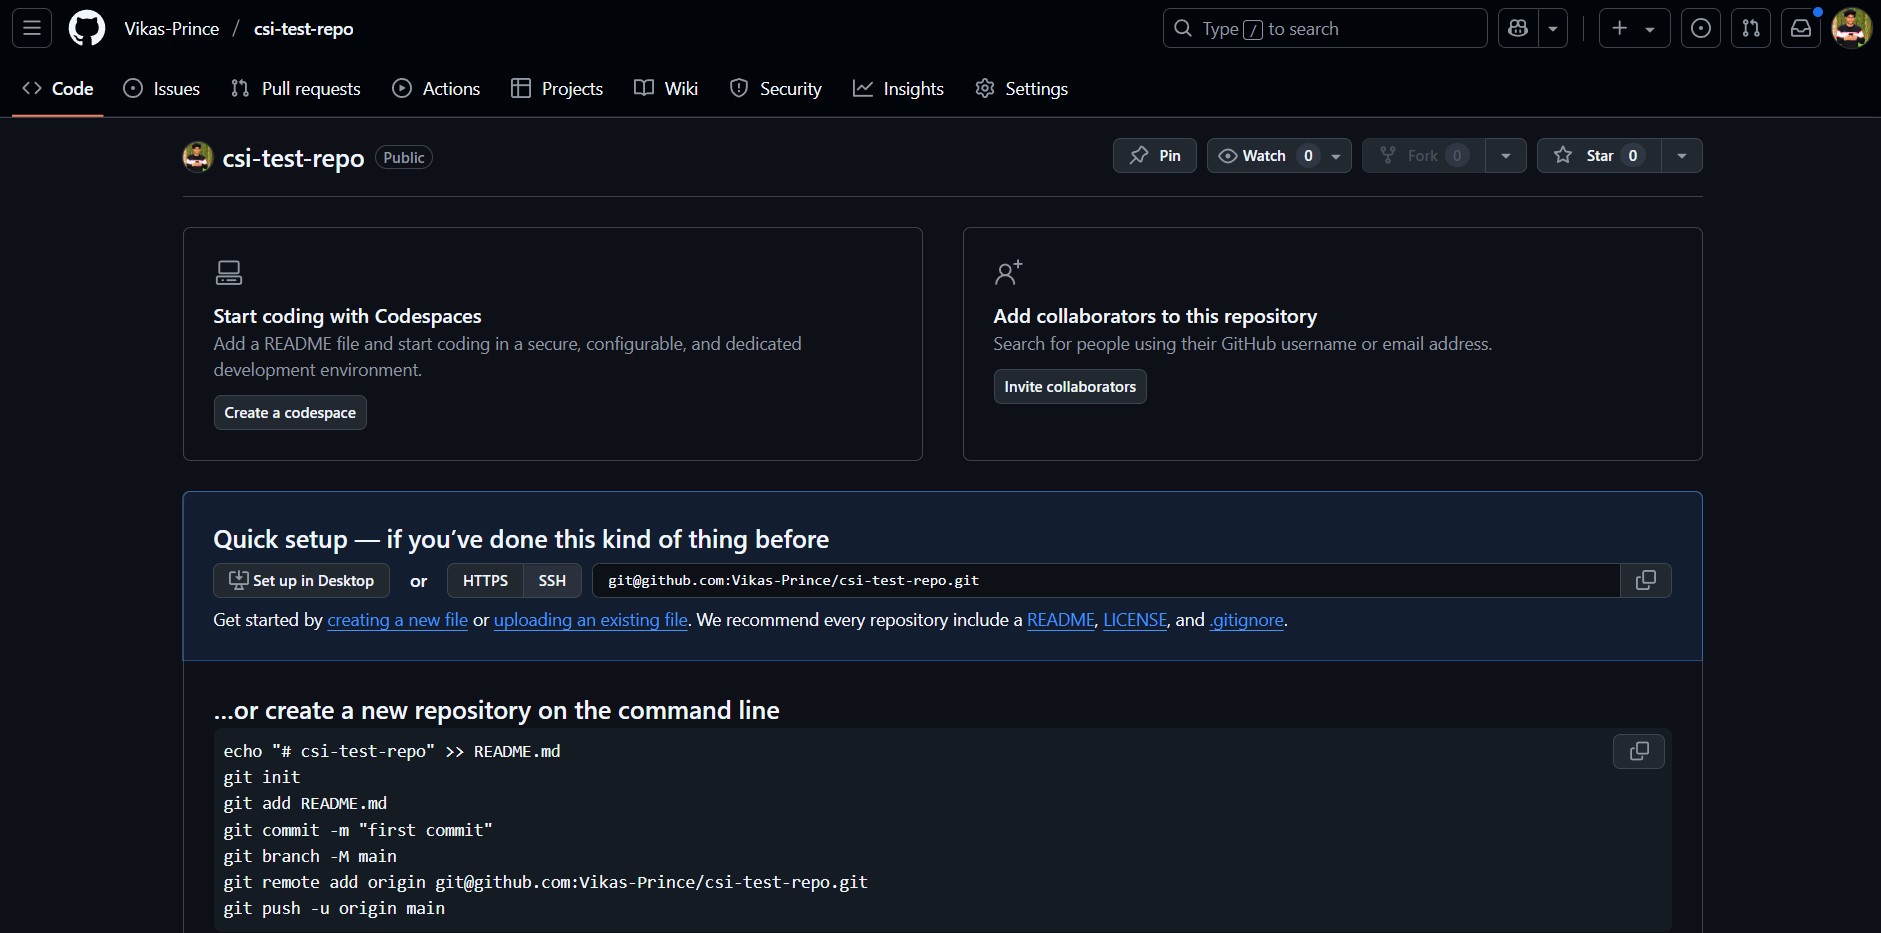 Vikas-Prince / csi-test-repo
Type / to search
Code Issues Pull requests Actions Projects Wiki Security Insights Settings
csi-test-repo Public
Pin Watch 0 Fork 0 Star 0
Start coding with Codespaces
Add a README file and start coding in a secure, configurable, and dedicated
development environment.
Create a codespace
Add collaborators to this repository
Search for people using their GitHub username or email address.
Invite collaborators
Quick setup — if you’ve done this kind of thing before
Set up in Desktop or HTTPS SSH git@github.com:Vikas-Prince/csi-test-repo.git
Get started by creating a new file or uploading an existing file. We recommend every repository include a README, LICENSE, and .gitignore.
…or create a new repository on the command line
echo "# csi-test-repo" >> README.md
git init
git add README.md
git commit -m "first commit"
git branch -M main
git remote add origin git@github.com:Vikas-Prince/csi-test-repo.git
git push -u origin main